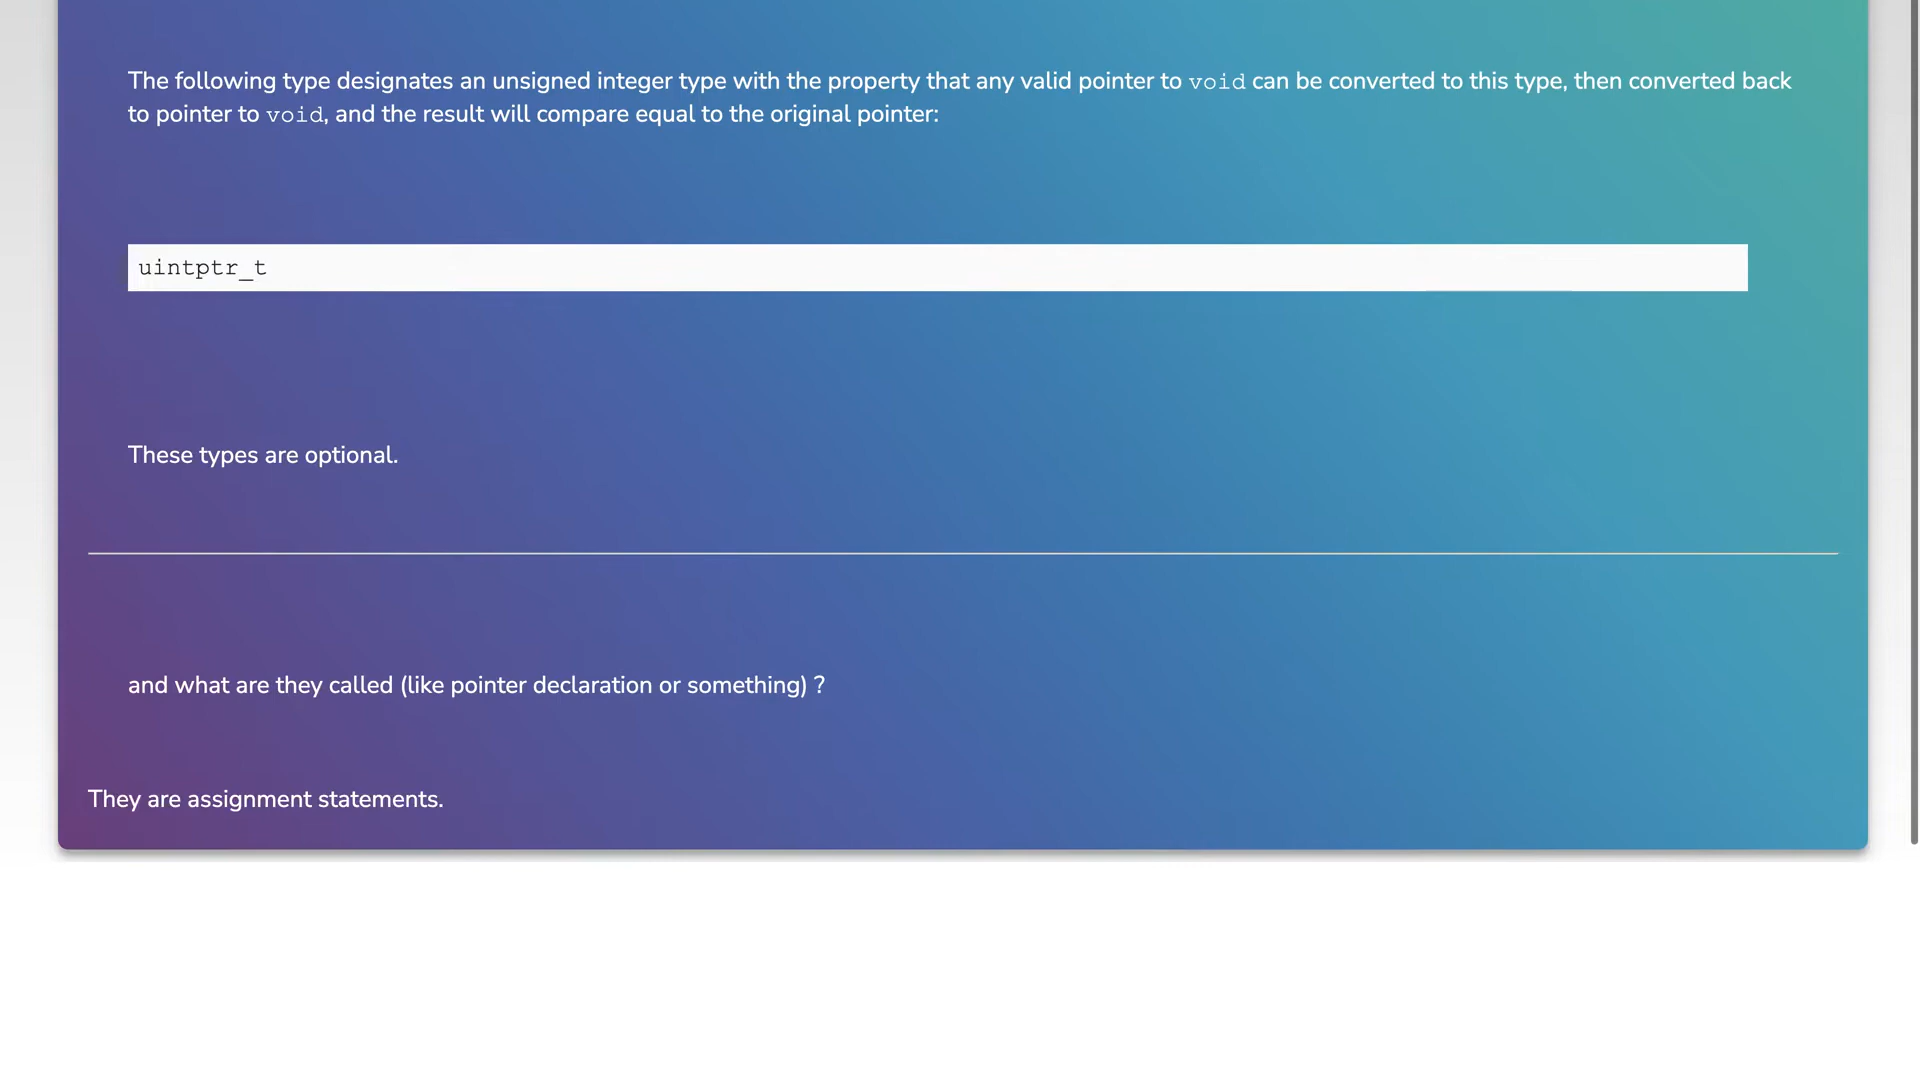 The following type designates an unsigned integer type with the property that any valid pointer to void can be converted to this type, then converted back
to pointer to void, and the result will compare equal to the original pointer:
uintptr_t
These types are optional.
and what are they called (like pointer declaration or something) ?
They are assignment statements.